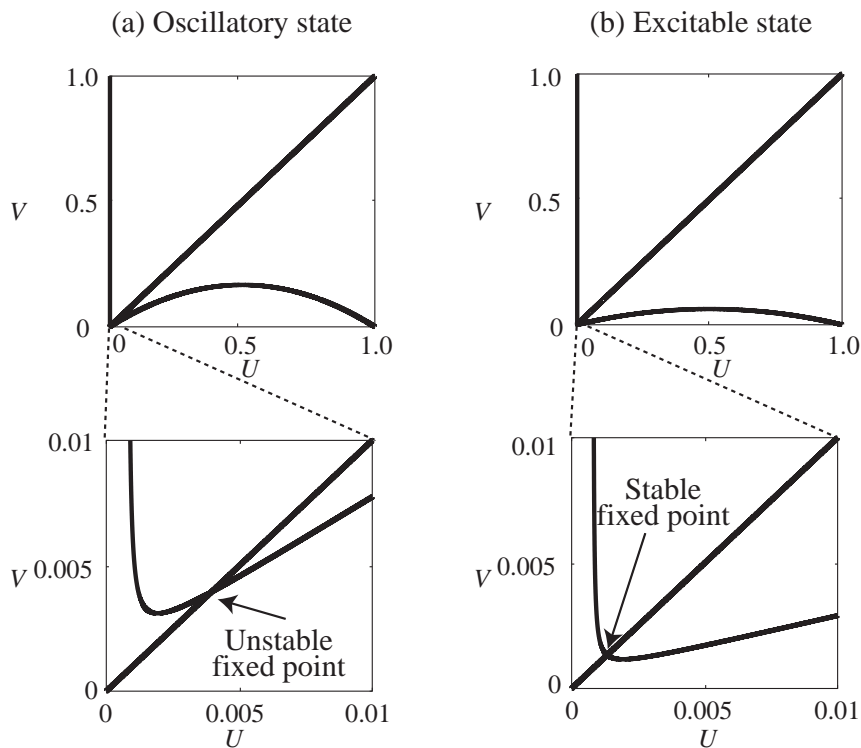 (a) Oscillatory state
1.0
V
0.5
0
0
0.5
1.0
U
0.01
V
0.005
0
Unstable
fixed point
0
0.005
0.01
U
(b) Excitable state
1.0
V
0.5
0
0
0.5
1.0
U
0.01
Stable
fixed point
V
0.005
0
0
0.005
0.01
U